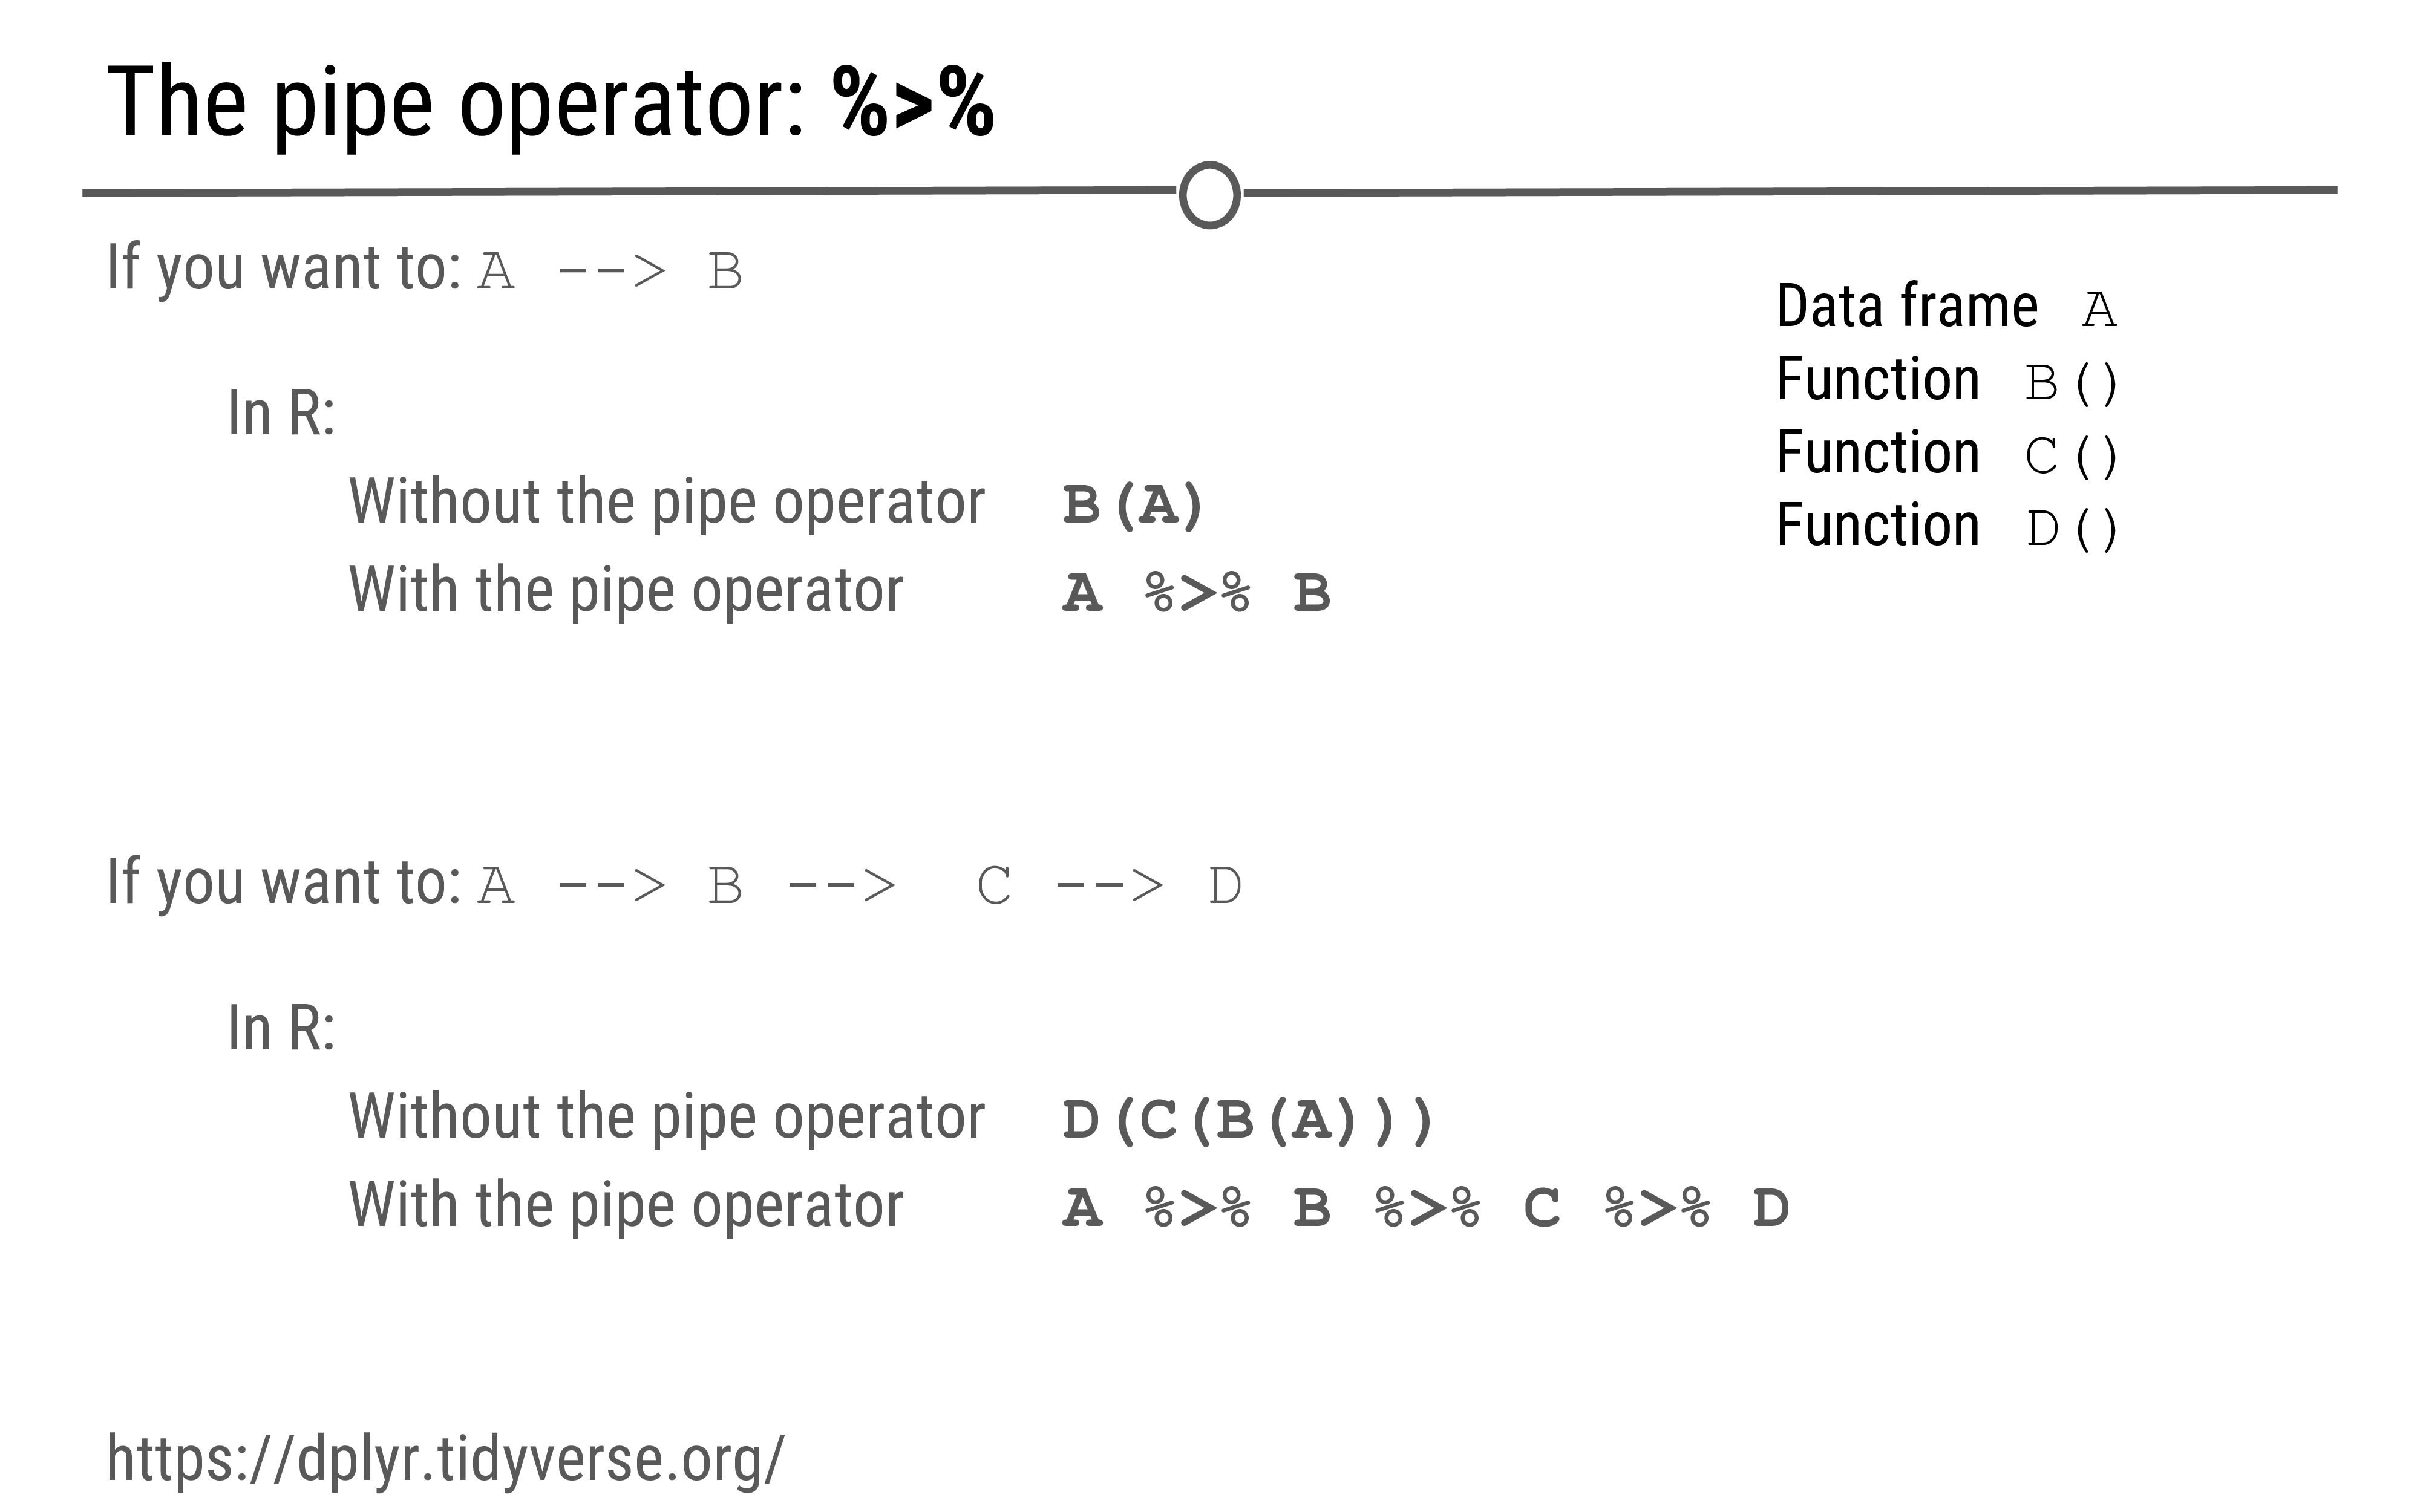 The pipe operator: %>%
If you want to: A --> B
Data frame A
Function B()
Function C()
Function D()
In R:
Without the pipe operator B(A)
With the pipe operator A %>% B
If you want to: A --> B -->  C --> D
In R:
Without the pipe operator D(C(B(A)))
With the pipe operator A %>% B %>% C %>% D
https://dplyr.tidyverse.org/